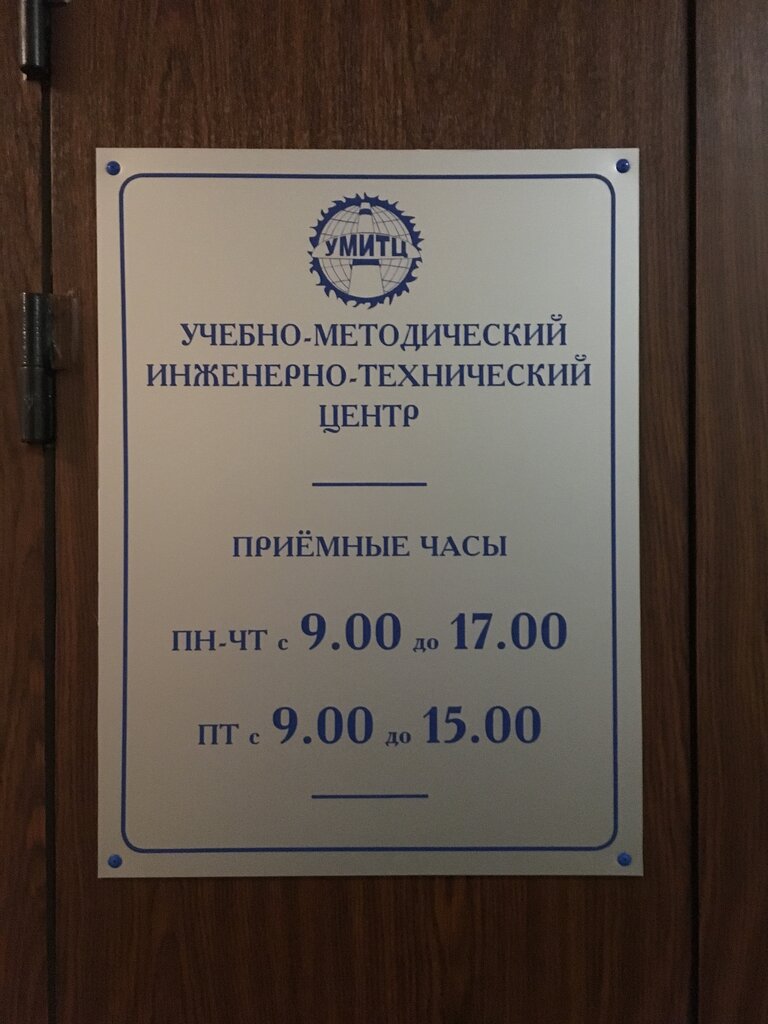 УМИТЦ
УЧЕБНО-МЕТОДИЧЕСКИЙ
ИНЖЕНЕРНО-ТЕХНИЧЕСКИЙ
ЦЕНТР
ПРИЁМНЫЕ ЧАСЫ
ПН-ЧТ с 9.00 до 17.00
ПТ с 9.00 до 15.00